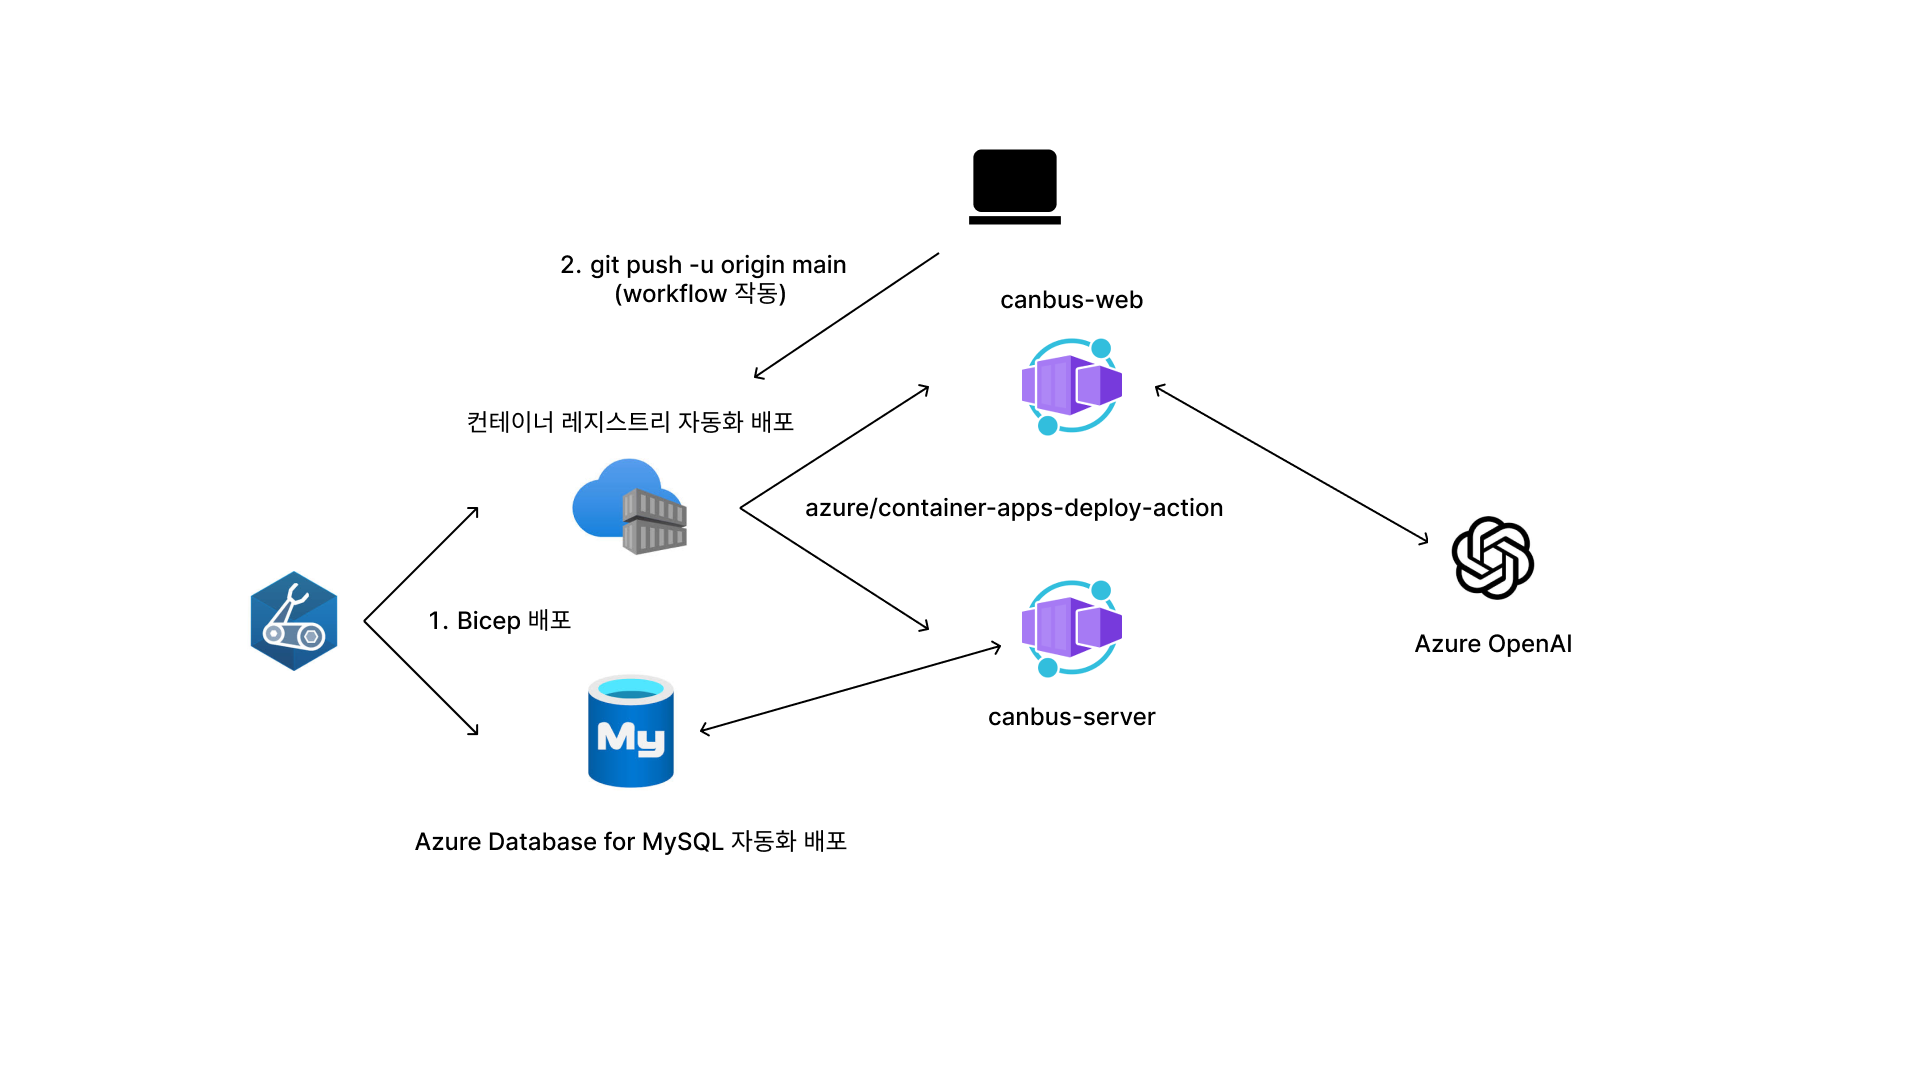 2. git push -u origin main
(workflow 작동)
canbus-web
컨테이너 레지스트리 자동화 배포
azure/container-apps-deploy-action
1. Bicep 배포
Azure OpenAI
My
canbus-server
Azure Database for MySQL 자동화 배포